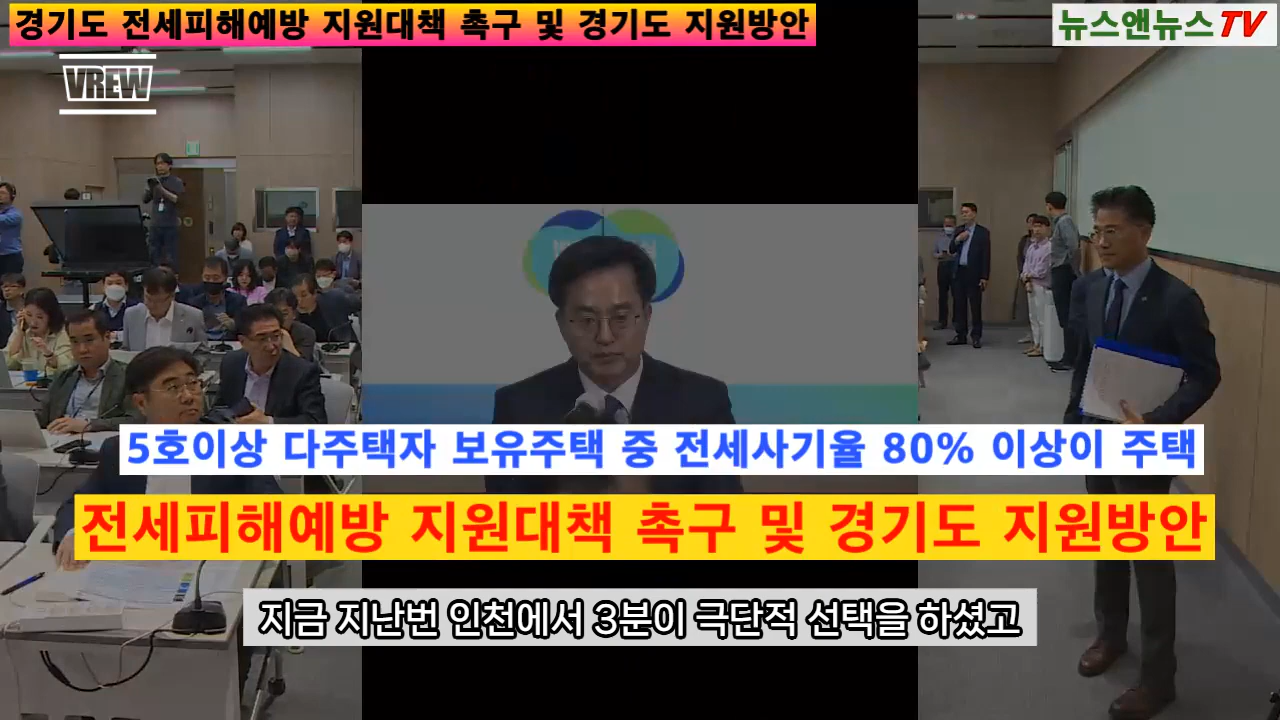 경기도 전세피해예방 지원대책 촉구 및 경기도 지원방안
뉴스앤뉴스TV
VREW
5호이상 다주택자 보유주택 중 전세사기율 80% 이상이 주택
전세피해예방 지원대책 촉구 및 경기도 지원방안
지금 지난번 인천에서 3분이 극단적 선택을 하셨고